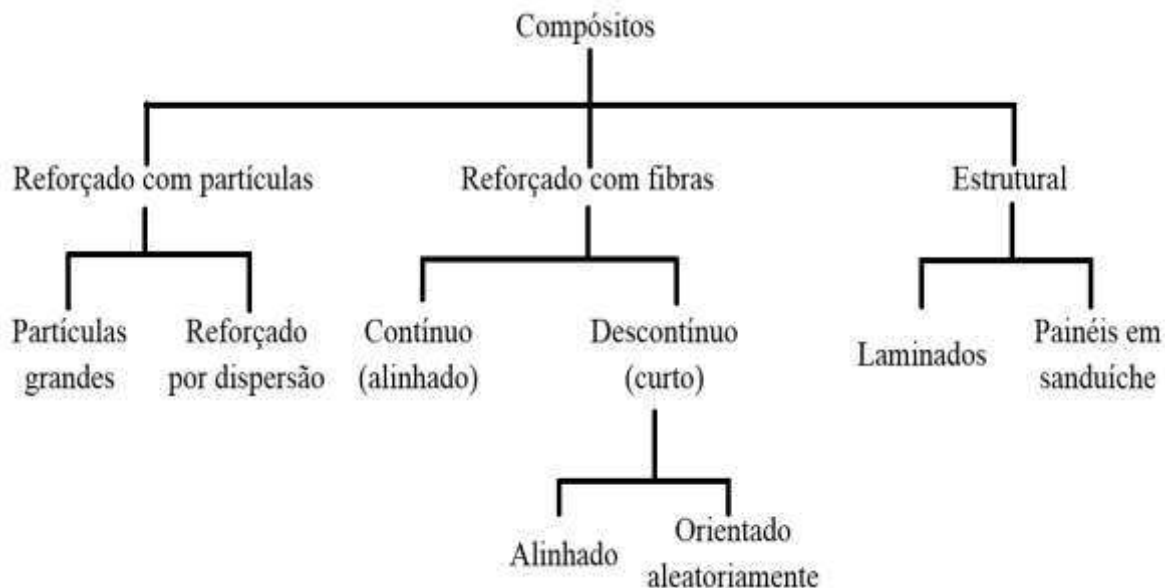 Compósitos
Reforçado com partículas
Reforçado com fibras
Estrutural
Partículas
grandes
Reforçado
por dispersão
Contínuo
(alinhado)
Descontínuo
(curto)
Laminados
Painéis em
sanduíche
Alinhado
Orientado
aleatoriamente